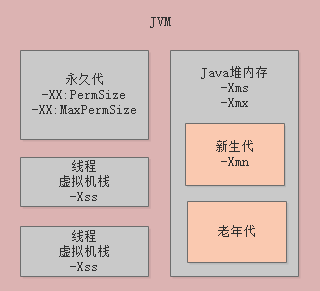 JVM
永久代
-XX:PermSize
-XX:MaxPermSize
线程
虚拟机栈
-Xss
线程
虚拟机栈
-Xss
Java堆内存
-Xms
-Xmx
新生代
-Xmn
老年代